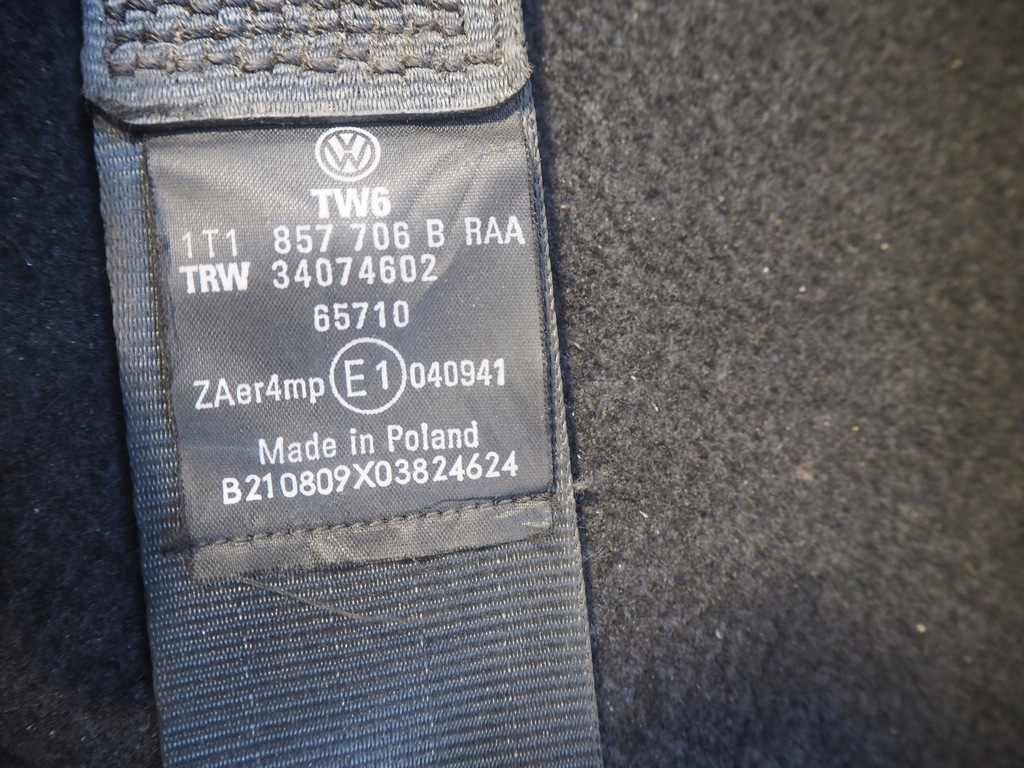 TW6
1T1 857 706 B RAA
TRW 34074602
65710
ZAer4mp E1 040941
Made in Poland
B210809X03824624